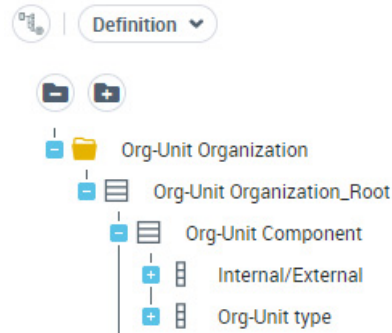 Definition
Org-Unit Organization
Org-Unit Organization_Root
Org-Unit Component
Internal/External
Org-Unit type